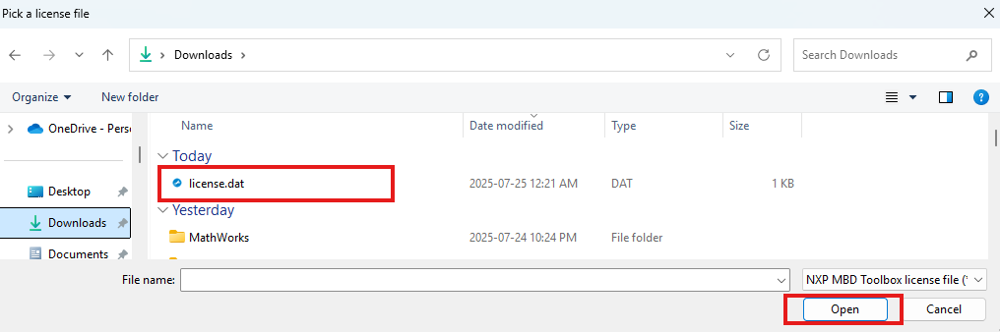 Pick a license file
Downloads
Search Downloads
Organize New folder
Name Date modified Type Size
OneDrive - Pers
Today
license.dat 2025-07-25 12:21 AM DAT 1 KB
Desktop
Yesterday
Downloads
MathWorks 2025-07-24 10:24 PM File folder
Documents
File name: NXP MBD Toolbox license file (*
Open Cancel